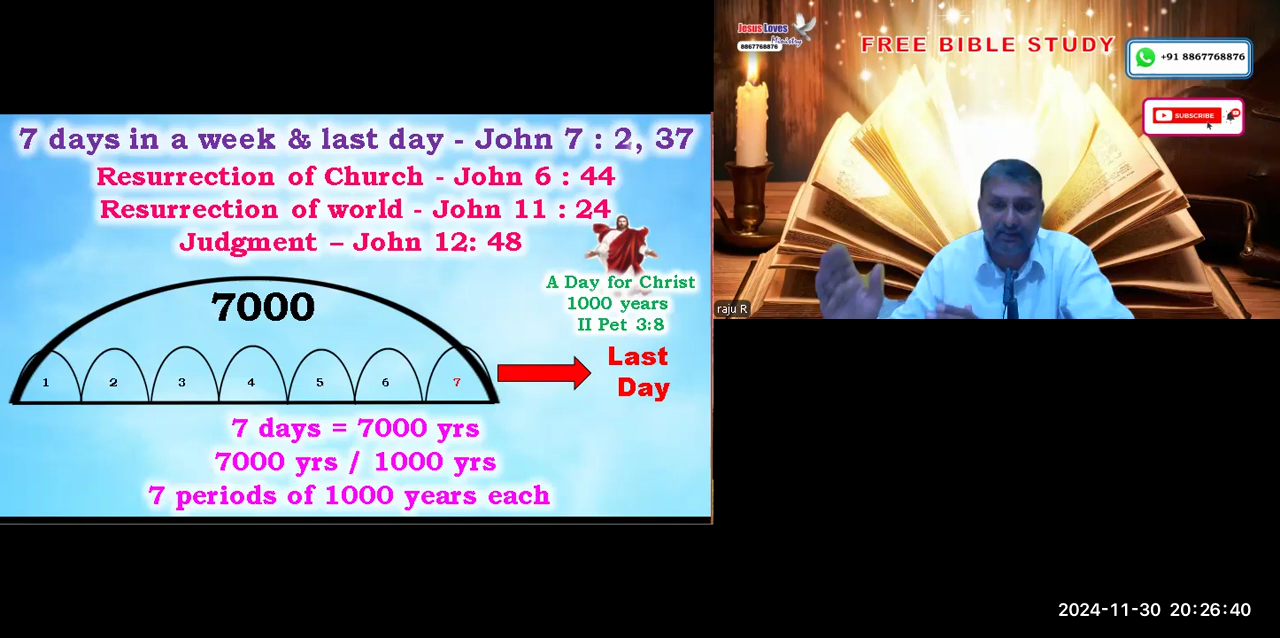 7 days in a week & last day - John 7 : 2, 37
Resurrection of Church - John 6 : 44
Resurrection of world - John 11 : 24
Judgment – John 12: 48
A Day for Christ
1000 years
II Pet 3:8
7000
1 2 3 4 5 6 7
Last
Day
7 days = 7000 yrs
7000 yrs / 1000 yrs
7 periods of 1000 years each
Jesus Loves
Ministry
8867768876
FREE BIBLE STUDY
+91 8867768876
SUBSCRIBE
raju R
2024-11-30 20:26:40